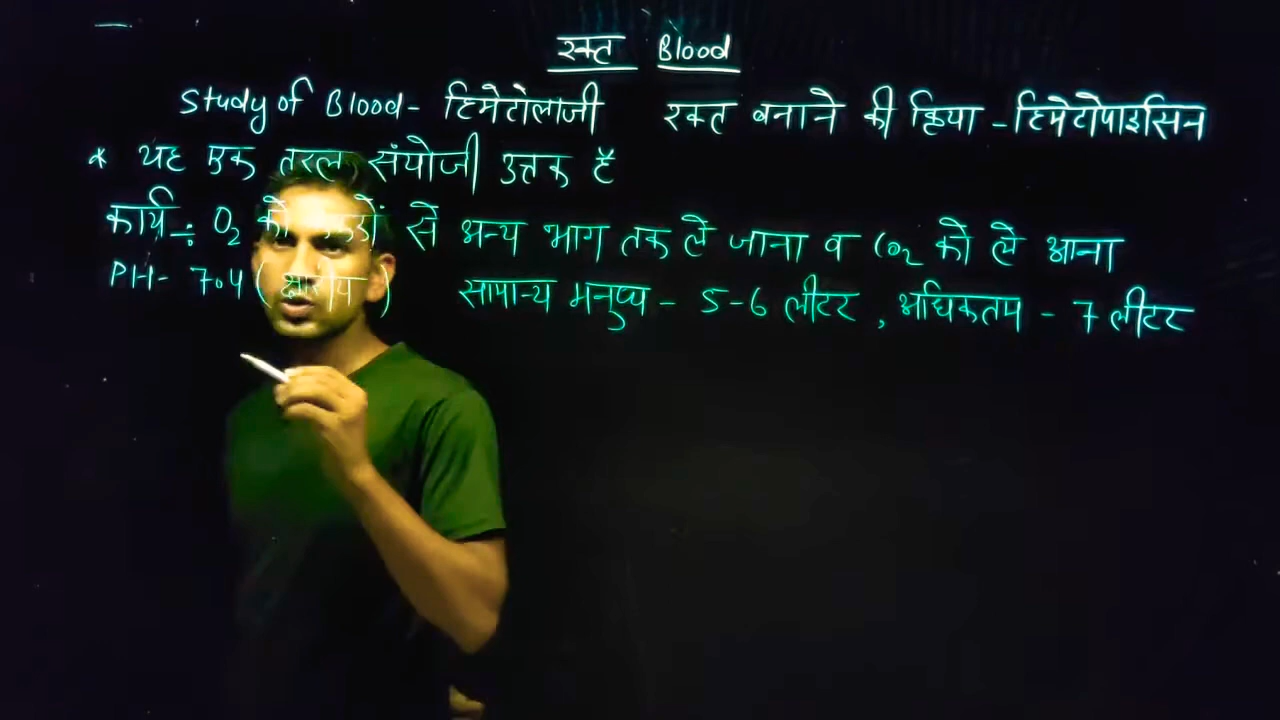 रक्त Blood
Study of Blood- हिमेटोलाजी रक्त बनाने की क्रिया - हिमेटोपाइसिन
* यह एक तरल संयोजी उत्तक है
कार्य-: O2 को से अन्य भाग तक ले जाना व CO2 को ले आना
PH- 7.4 ( क्षारीय ) सामान्य मनुष्य - 5-6 लीटर , अधिकतम - 7 लीटर